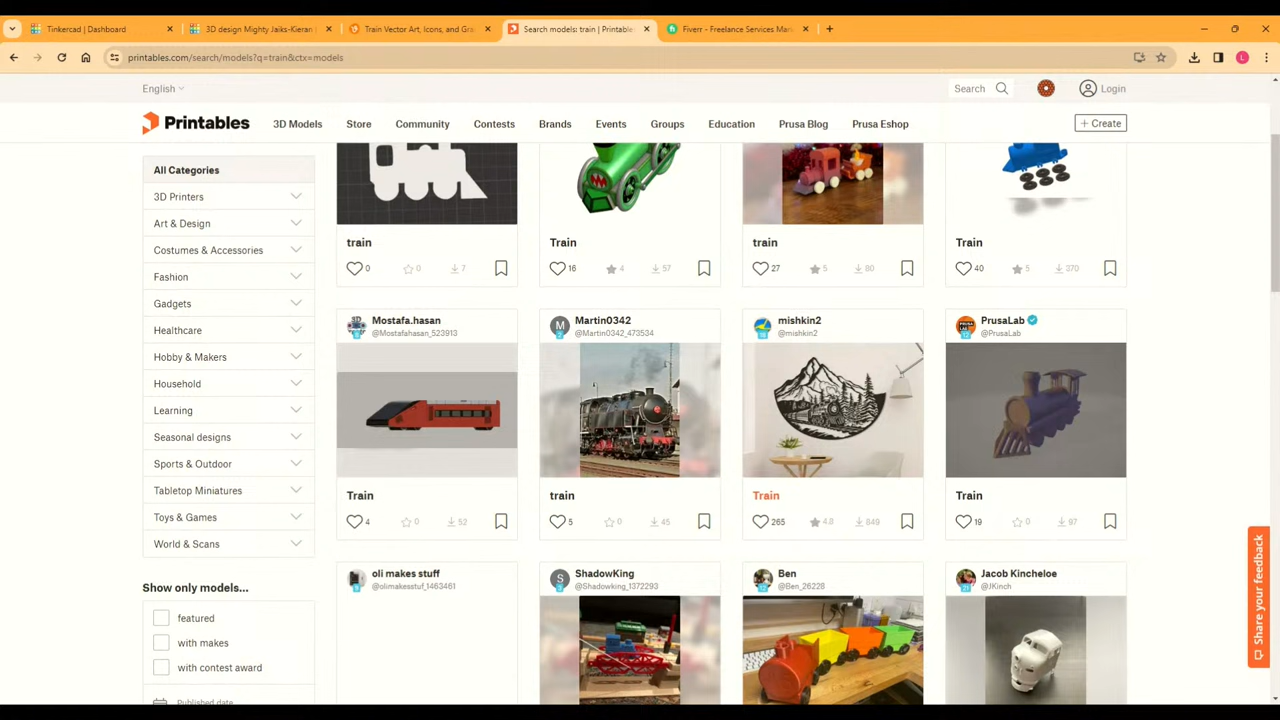 Tinkercad | Dashboard
3D design Mighty Jaiks-Kieran |
Train Vector Art, Icons, and Gra
Search models: train | Printable
Fiverr - Freelance Services Mar
printables.com/search/models?q=train&ctx=models
English
Search
Login
Printables
3D Models
Store
Community
Contests
Brands
Events
Groups
Education
Prusa Blog
Prusa Eshop
+ Create
All Categories
3D Printers
Art & Design
Costumes & Accessories
Fashion
Gadgets
Healthcare
Hobby & Makers
Household
Learning
Seasonal designs
Sports & Outdoor
Tabletop Miniatures
Toys & Games
World & Scans
Show only models...
featured
with makes
with contest award
Published date
train
0 0 7
Train
16 4 57
train
27 5 80
Train
40 5 370
Mostafa.hasan
@Mostafahasan_523913
Train
4 0 52
Martin0342
@Martin0342_473534
train
5 0 45
mishkin2
@mishkin2
Train
265 4.8 849
PrusaLab
@PrusaLab
Train
19 0 97
oli makes stuff
@olimakesstuf_1463461
ShadowKing
@Shadowking_1372293
Ben
@Ben_26228
Jacob Kincheloe
@JKinch
Share your feedback